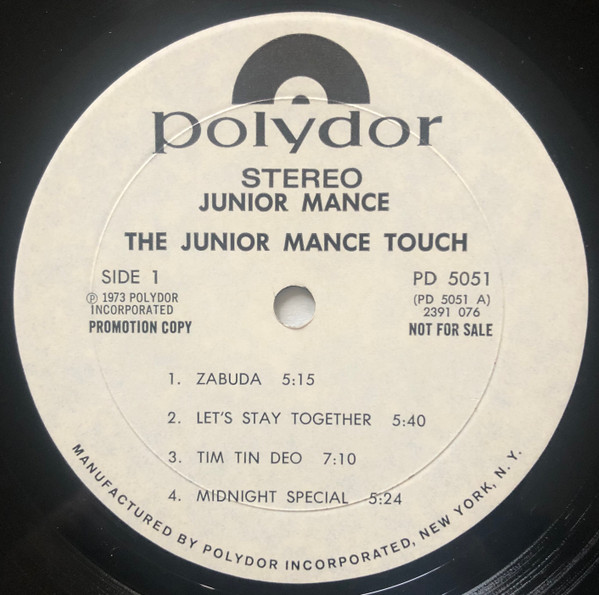 polydor
STEREO
JUNIOR MANCE
THE JUNIOR MANCE TOUCH
SIDE 1
℗ 1973 POLYDOR
INCORPORATED
PROMOTION COPY
PD 5051
(PD 5051 A)
2391 076
NOT FOR SALE
1. ZABUDA 5:15
2. LET'S STAY TOGETHER 5:40
3. TIM TIN DEO 7:10
4. MIDNIGHT SPECIAL 5:24
MANUFACTURED BY POLYDOR INCORPORATED, NEW YORK, N. Y.